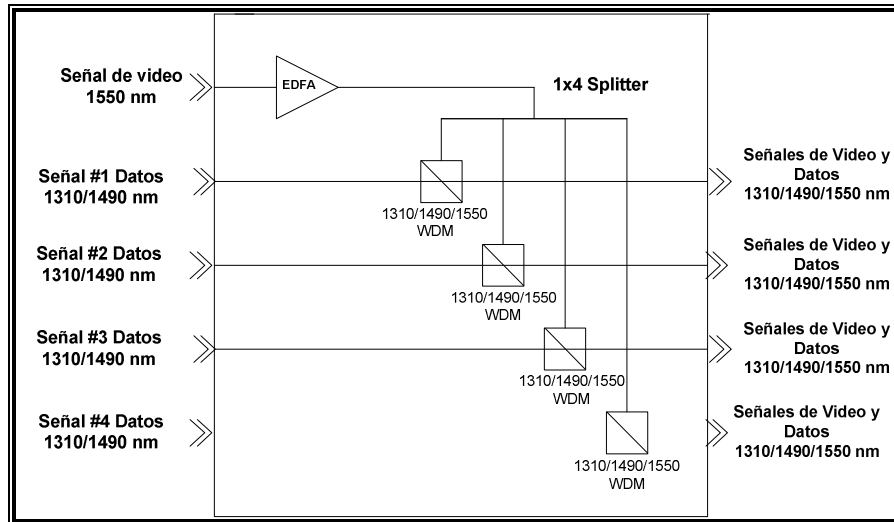 Señal de video
1550 nm
EDFA
1x4 Splitter
Señal #1 Datos
1310/1490 nm
1310/1490/1550
WDM
Señales de Video y
Datos
1310/1490/1550 nm
Señal #2 Datos
1310/1490 nm
1310/1490/1550
WDM
Señales de Video y
Datos
1310/1490/1550 nm
Señal #3 Datos
1310/1490 nm
1310/1490/1550
WDM
Señales de Video y
Datos
1310/1490/1550 nm
Señal #4 Datos
1310/1490 nm
1310/1490/1550
WDM
Señales de Video y
Datos
1310/1490/1550 nm